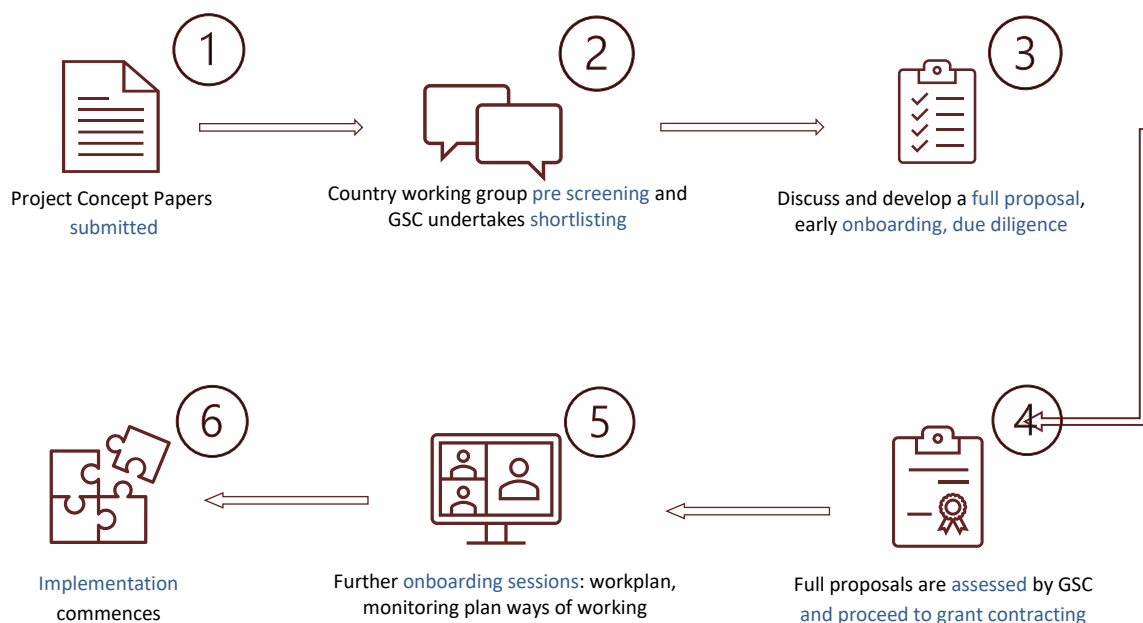 1
Project Concept Papers
submitted
2
Country working group pre screening and
GSC undertakes shortlisting
3
Discuss and develop a full proposal,
early onboarding, due diligence
4
Full proposals are assessed by GSC
and proceed to grant contracting
5
Further onboarding sessions: workplan,
monitoring plan ways of working
6
Implementation
commences